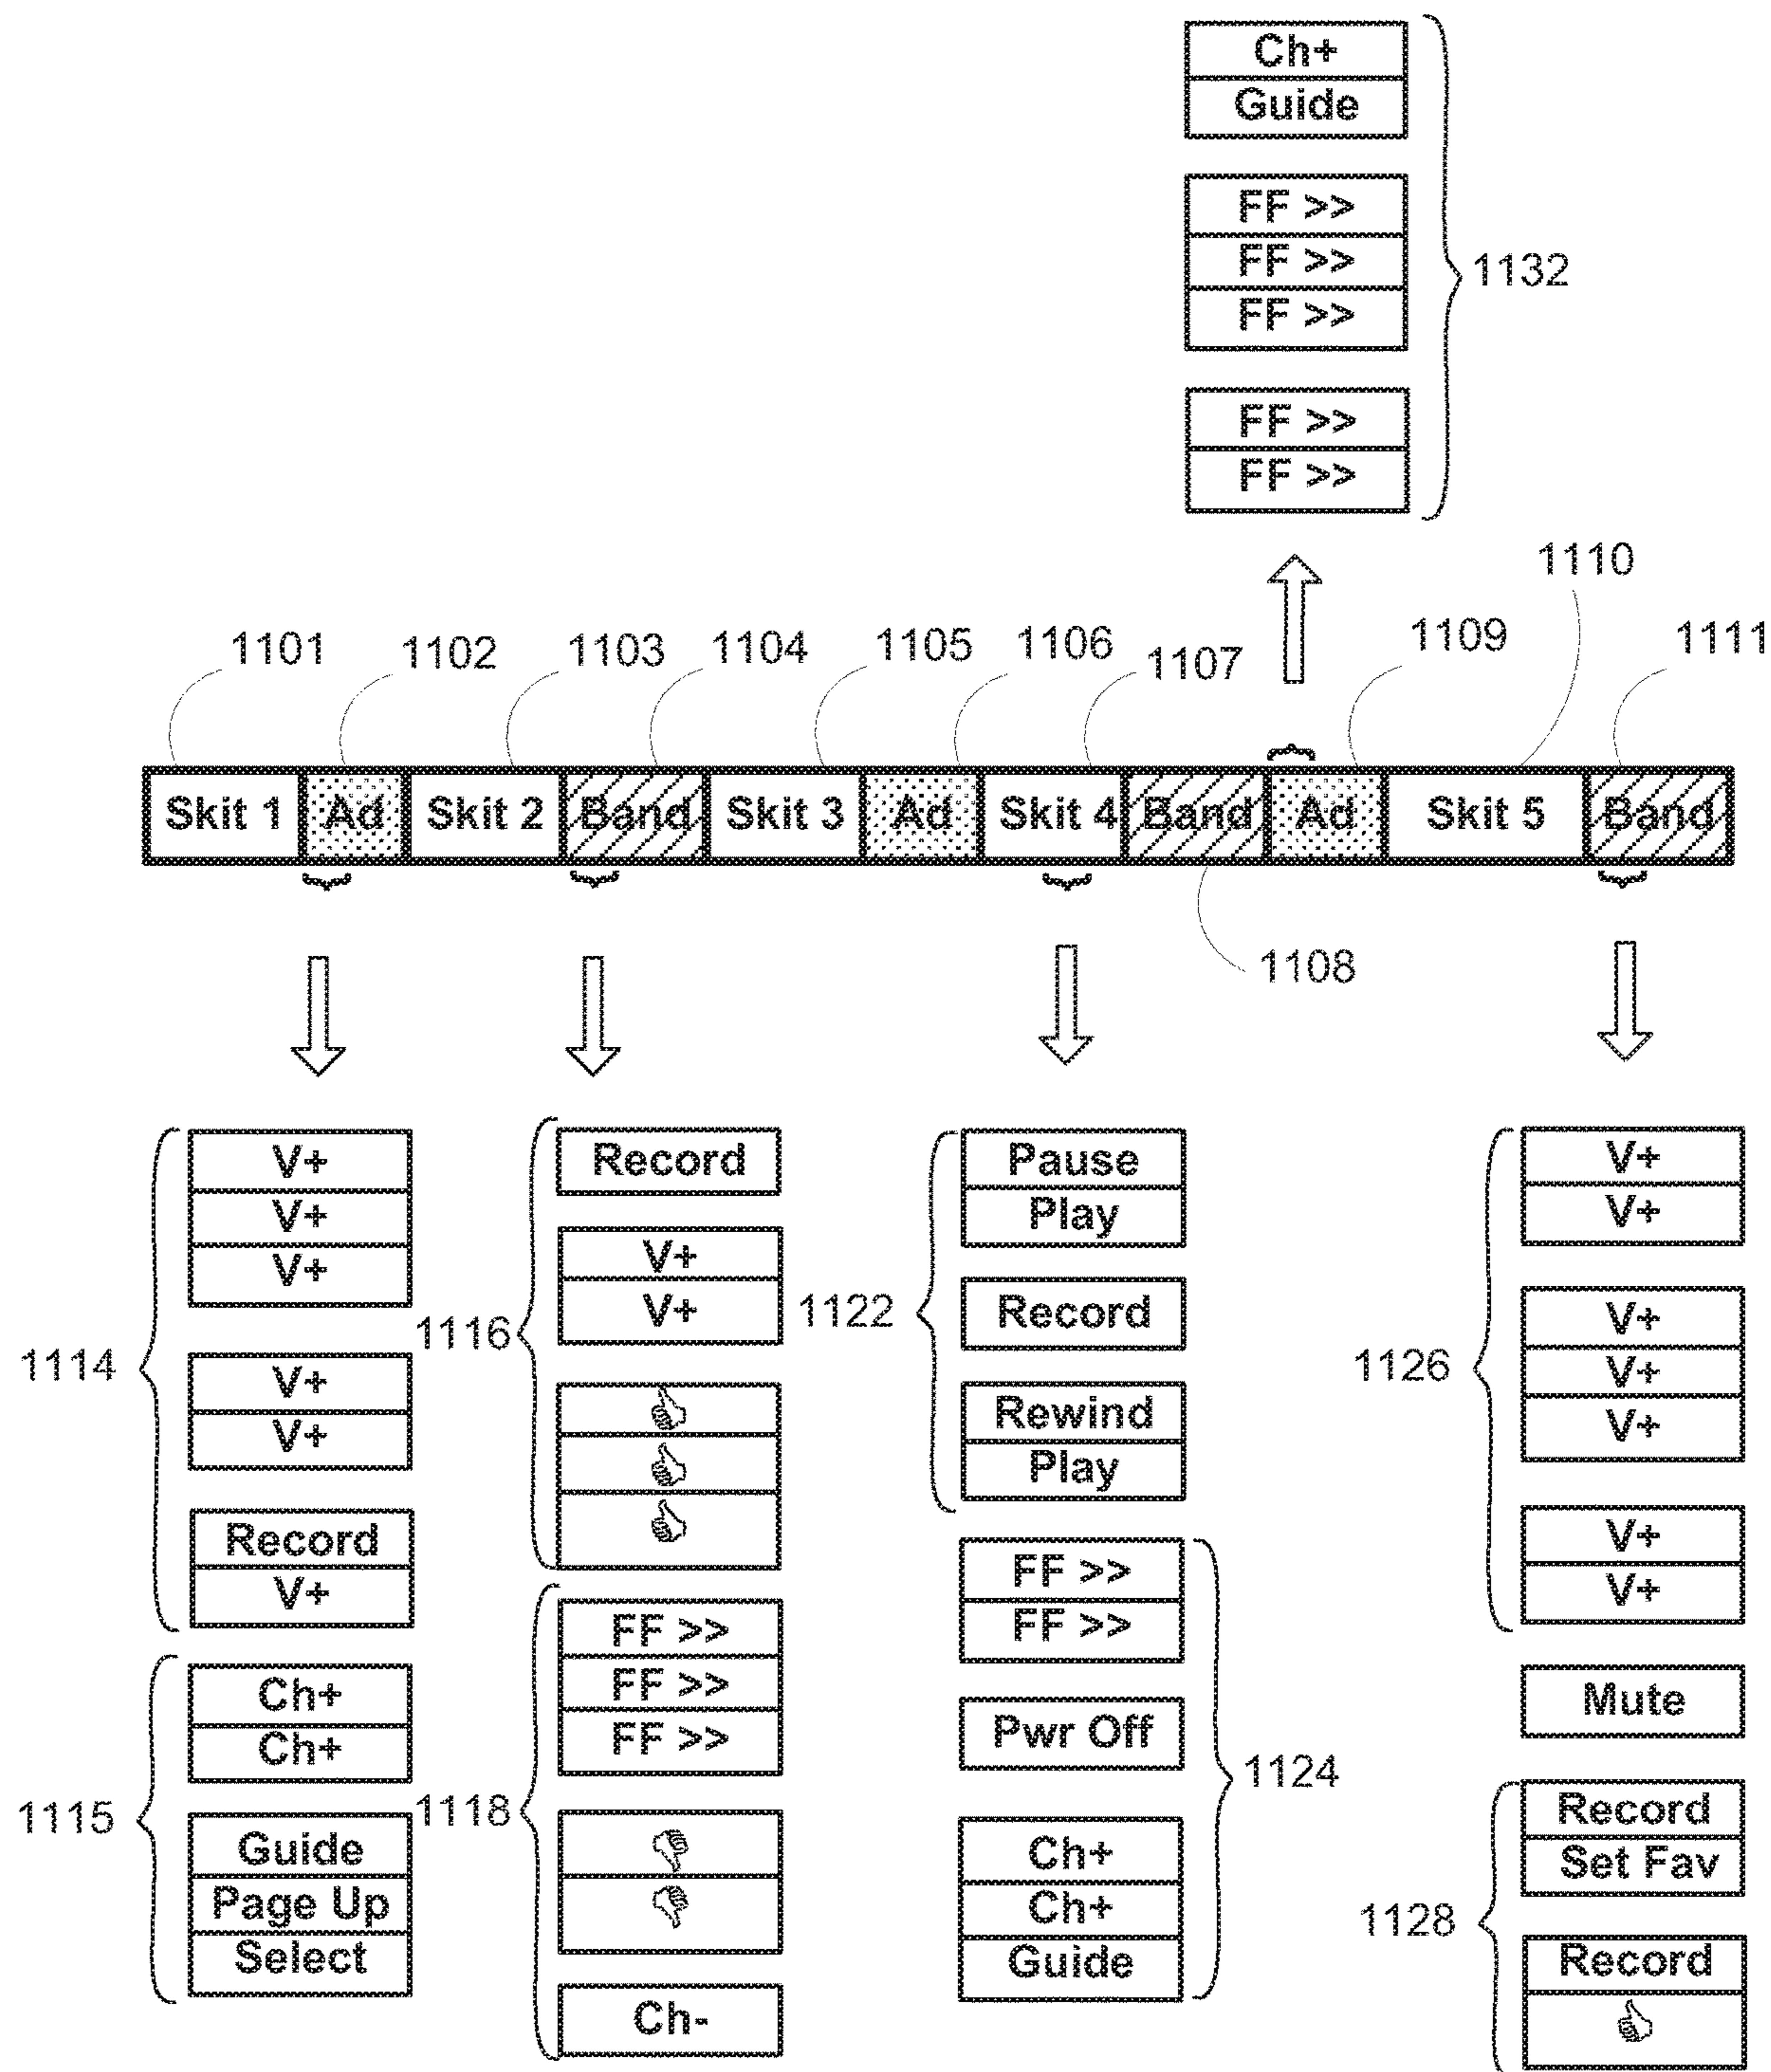 Ch+
Guide
FF >>
FF >>
FF >>
FF >>
FF >>
1132
1110
1101 1102 1103 1104 1105 1106 1107 1109 1111
Skit 1 Ad Skit 2 Band Skit 3 Ad Skit 4 Band Ad Skit 5 Band
1108
1114
V+
V+
V+
V+
V+
Record
V+
1115
Ch+
Ch+
Guide
Page Up
Select
1116
Record
V+
V+
👍
👍
👍
1118
FF >>
FF >>
FF >>
👎
👎
Ch-
1122
Pause
Play
Record
Rewind
Play
1124
FF >>
FF >>
Pwr Off
Ch+
Ch+
Guide
1126
V+
V+
V+
V+
V+
V+
V+
Mute
1128
Record
Set Fav
Record
👍